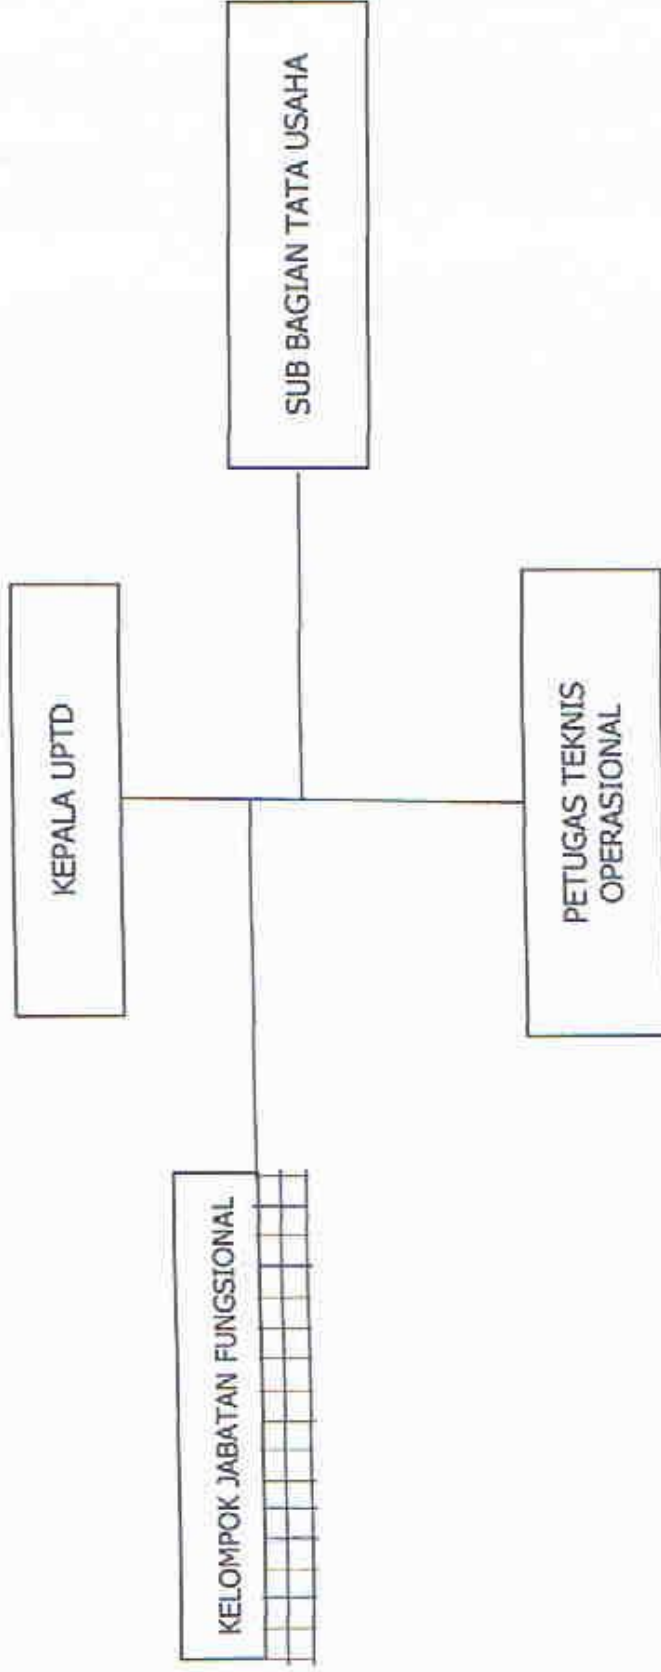 KEPALA UPTD
KELOMPOK JABATAN FUNGSIONAL
SUB BAGIAN TATA USAHA
PETUGAS TEKNIS
OPERASIONAL